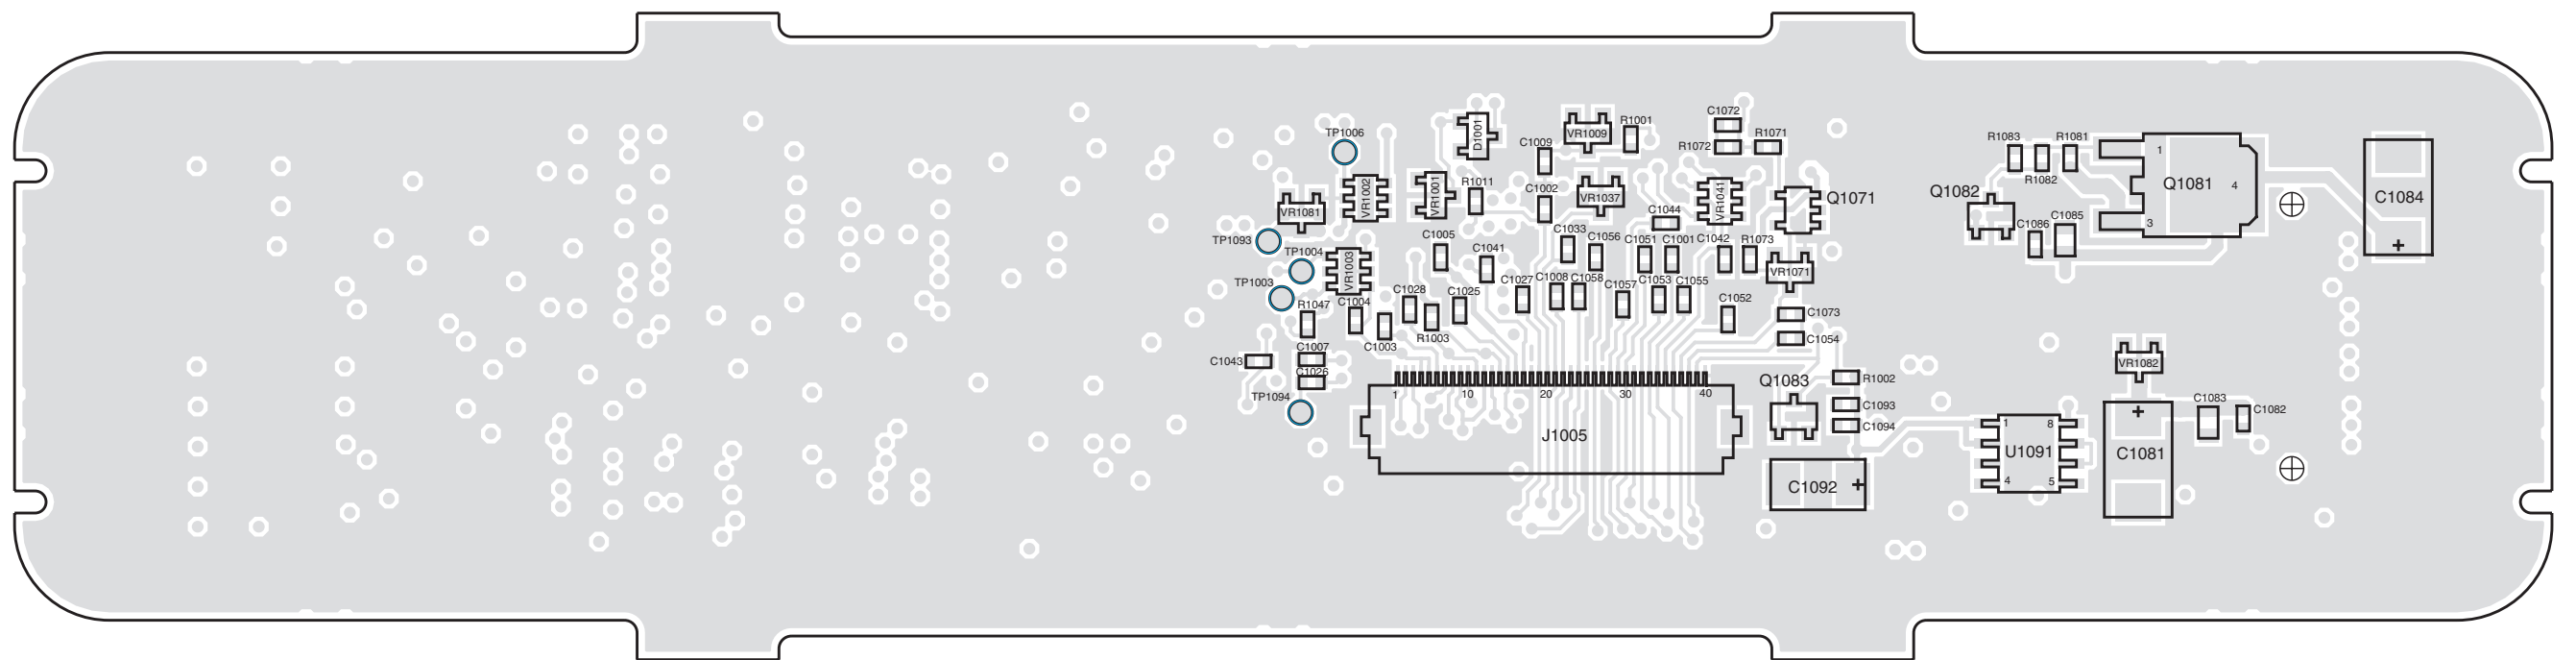 C1072
TP1006
D1001
VR1009
R1001
R1071
R1072
C1009
R1083
R1081
R1082
1
Q1081
4
3
C1084
+
VR1002
VR1001
R1011
C1002
VR1037
VR1041
Q1071
Q1082
VR1081
C1044
C1086
C1085
TP1093
TP1004
C1005
C1041
C1033
C1056
C1051
C1001
C1042
R1073
VR1003
VR1071
TP1003
C1027
C1008
C1058
C1057
C1053
C1055
C1028
C1025
C1052
R1047
C1004
C1073
C1003
R1003
C1054
C1007
C1043
C1026
VR1082
TP1094
1
10
20
30
40
Q1083
R1002
C1093
C1094
J1005
C1092
+
1
8
U1091
4
5
+
C1081
C1083
C1082